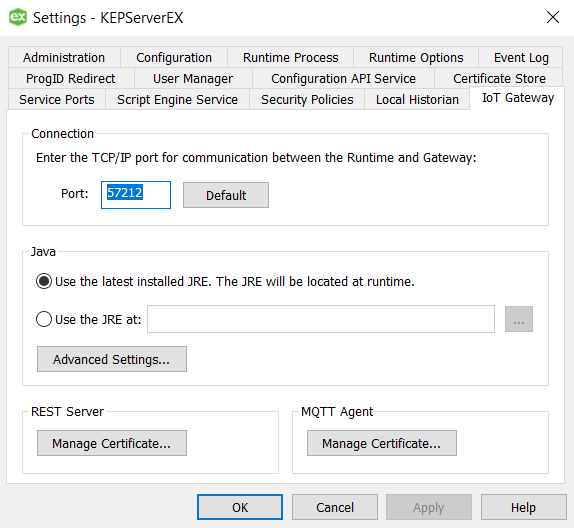 ex Settings - KEPServerEX
Administration Configuration Runtime Process Runtime Options Event Log
ProgID Redirect User Manager Configuration API Service Certificate Store
Service Ports Script Engine Service Security Policies Local Historian IoT Gateway
Connection
Enter the TCP/IP port for communication between the Runtime and Gateway:
Port: 57212 Default
Java
Use the latest installed JRE. The JRE will be located at runtime.
Use the JRE at: ...
Advanced Settings...
REST Server MQTT Agent
Manage Certificate... Manage Certificate...
OK Cancel Apply Help